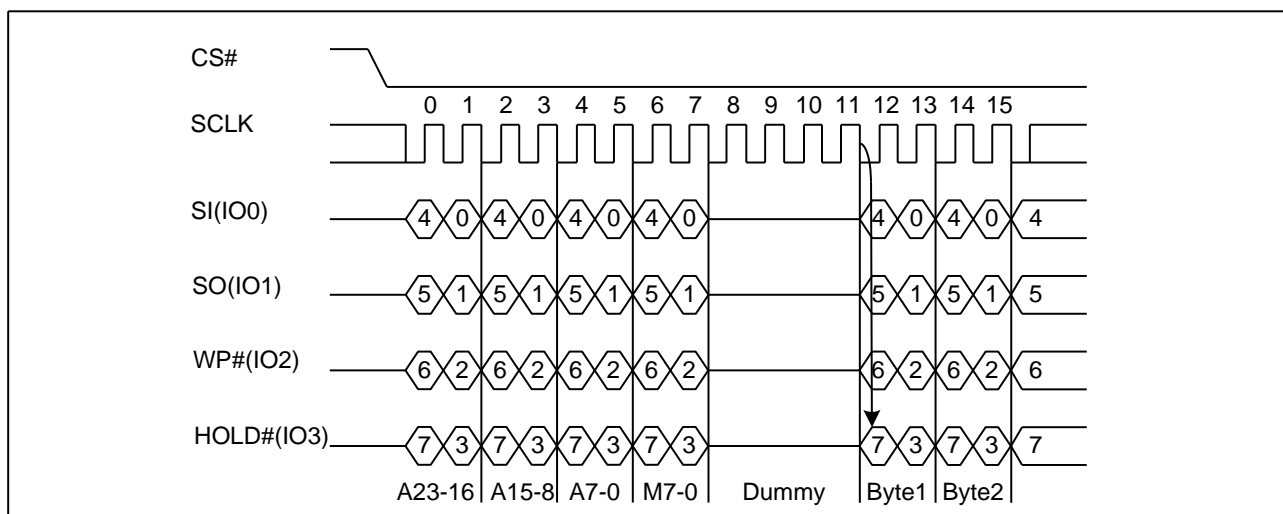 CS#
0 1 2 3 4 5 6 7 8 9 10 11 12 13 14 15
SCLK
SI(IO0) 4 0 4 0 4 0 4 0 4 0 4 0 4
SO(IO1) 5 1 5 1 5 1 5 1 5 1 5 1 5
WP#(IO2) 6 2 6 2 6 2 6 2 6 2 6 2 6
HOLD#(IO3) 7 3 7 3 7 3 7 3 7 3 7 3 7
A23-16 A15-8 A7-0 M7-0 Dummy Byte1 Byte2